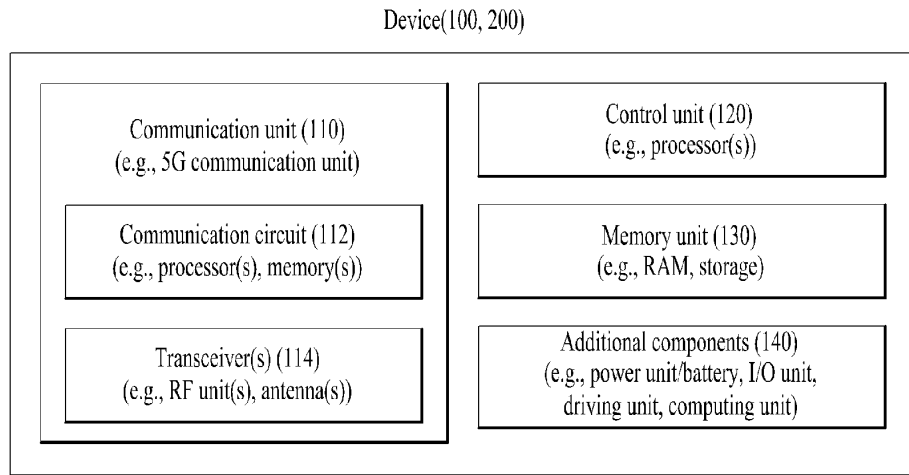 Device(100, 200)
Communication unit (110)
(e.g., 5G communication unit)
Communication circuit (112)
(e.g., processor(s), memory(s))
Transceiver(s) (114)
(e.g., RF unit(s), antenna(s))
Control unit (120)
(e.g., processor(s))
Memory unit (130)
(e.g., RAM, storage)
Additional components (140)
(e.g., power unit/battery, I/O unit,
driving unit, computing unit)